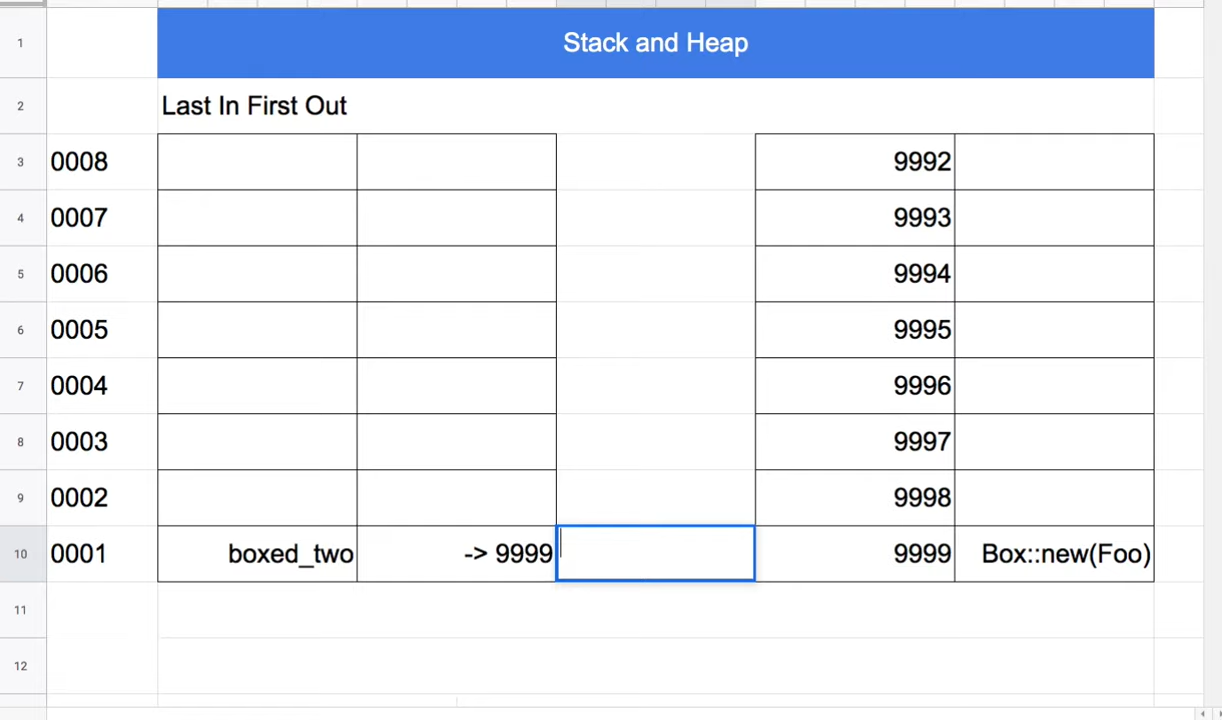 1 Stack and Heap
2 Last In First Out
3 0008 9992
4 0007 9993
5 0006 9994
6 0005 9995
7 0004 9996
8 0003 9997
9 0002 9998
10 0001 boxed_two -> 9999 9999 Box::new(Foo)
11
12